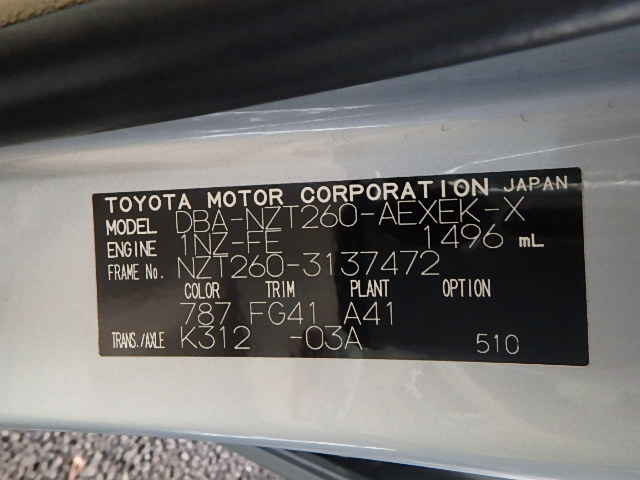 TOYOTA MOTOR CORPORATION JAPAN
MODEL DBA-NZT260-AEXEK-X
ENGINE 1NZ-FE 1496 mL
FRAME No. NZT260-3137472
COLOR TRIM PLANT OPTION
787 FG41 A41
TRANS./AXLE K312 -03A 510